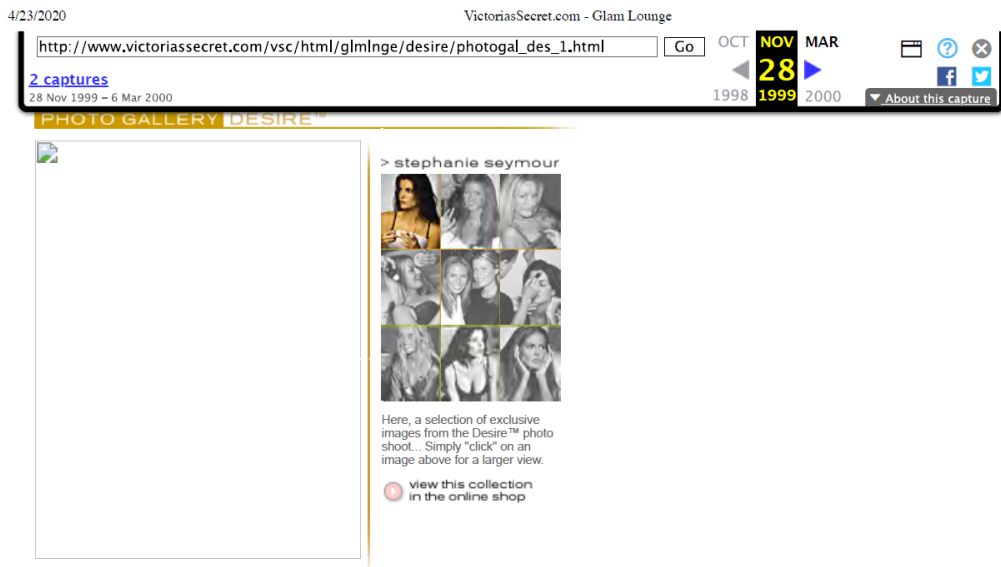 4/23/2020 VictoriasSecret.com - Glam Lounge
http://www.victoriassecret.com/vsc/html/glmlnge/desire/photogal_des_1.html Go OCT NOV MAR
2 captures 28
28 Nov 1999 – 6 Mar 2000 1998 1999 2000 ▼ About this capture
PHOTO GALLERY DESIRE™
> stephanie seymour
Here, a selection of exclusive
images from the Desire™ photo
shoot... Simply "click" on an
image above for a larger view.
view this collection
in the online shop